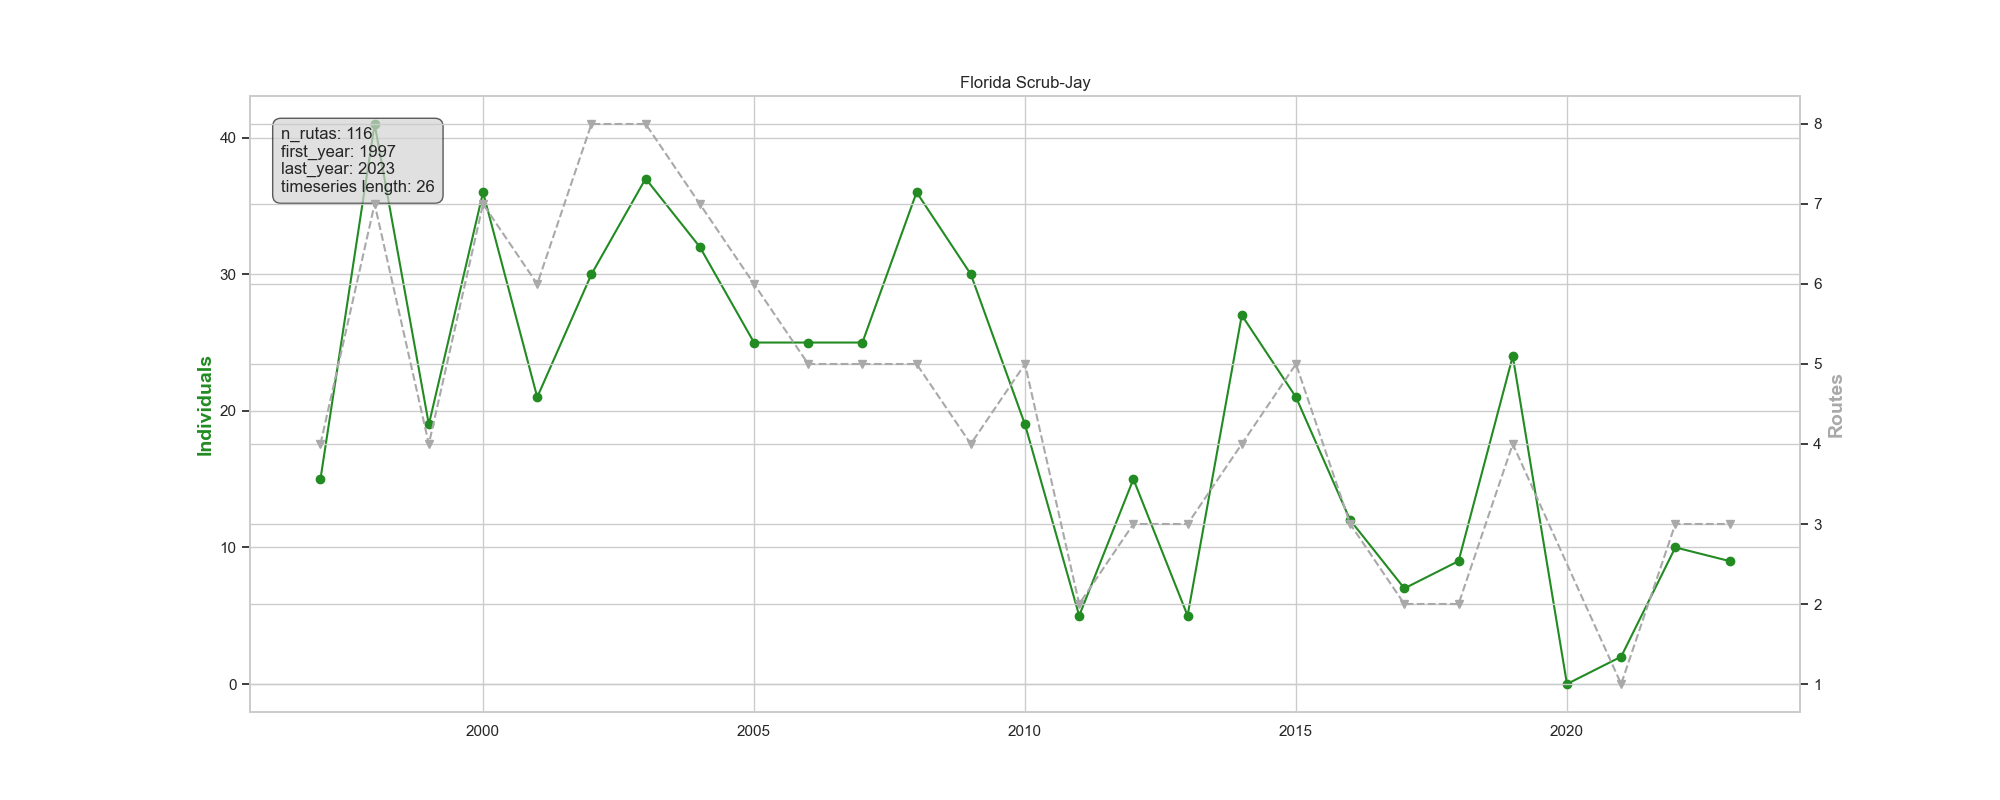 Florida Scrub-Jay
n_rutas: 116
first_year: 1997
last_year: 2023
timeseries length: 26
Individuals
40
30
20
10
0
Routes
8
7
6
5
4
3
2
1
2000
2005
2010
2015
2020